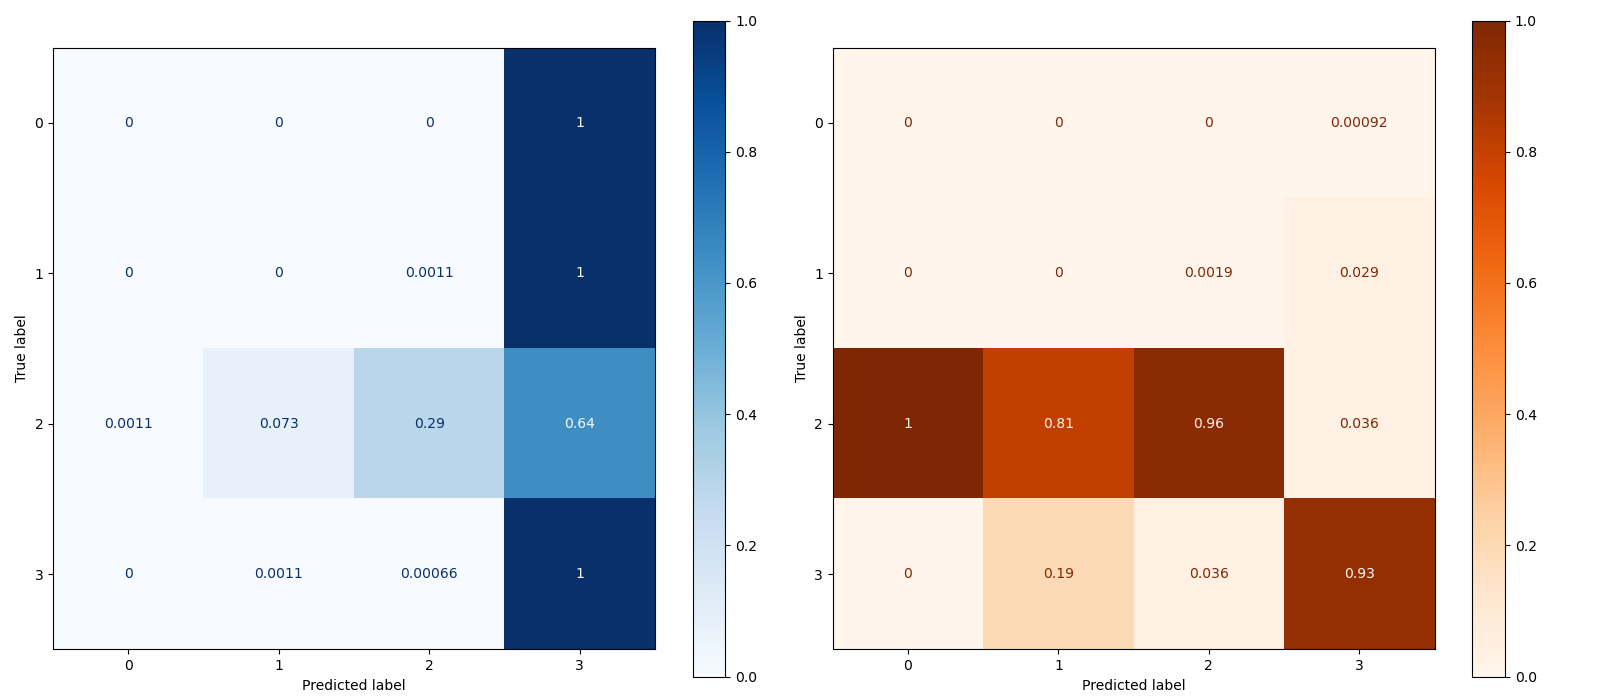 1.0
1.0
0 0 0 0 1
0 0 0 0 0.00092
0.8
0.8
1 0 0 0.0011 1
1 0 0 0.0019 0.029
0.6
0.6
True label
True label
2 0.0011 0.073 0.29 0.64
2 1 0.81 0.96 0.036
0.4
0.4
0.2
0.2
3 0 0.0011 0.00066 1
3 0 0.19 0.036 0.93
0 1 2 3
0 1 2 3
0.0
0.0
Predicted label
Predicted label